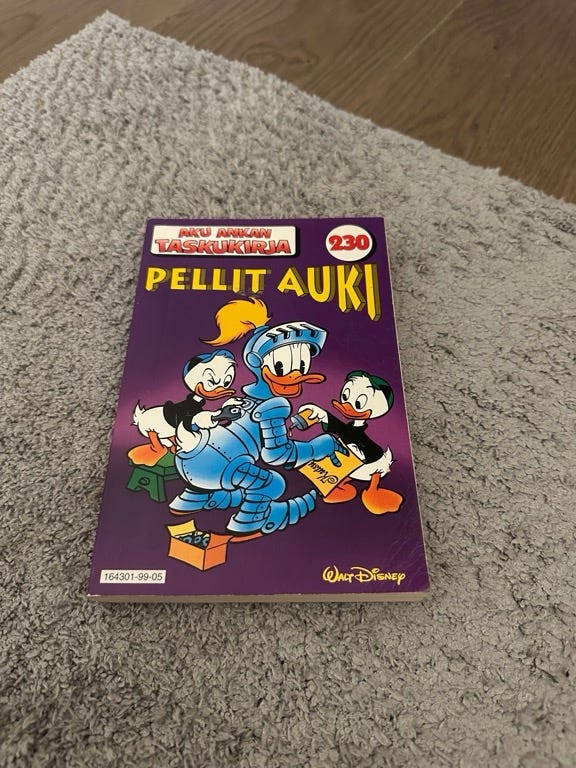 AKU ANKAN
TASKUKIRJA
230
PELLIT AUKI
164301-99-05
WALT DISNEY